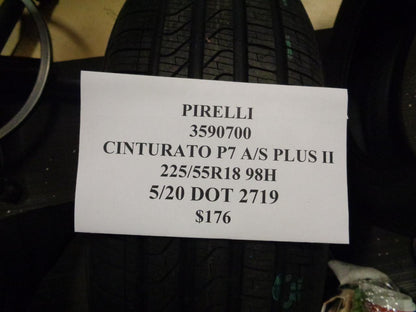 PIRELLI
3590700
CINTURATO P7 A/S PLUS II
225/55R18 98H
5/20 DOT 2719
$176